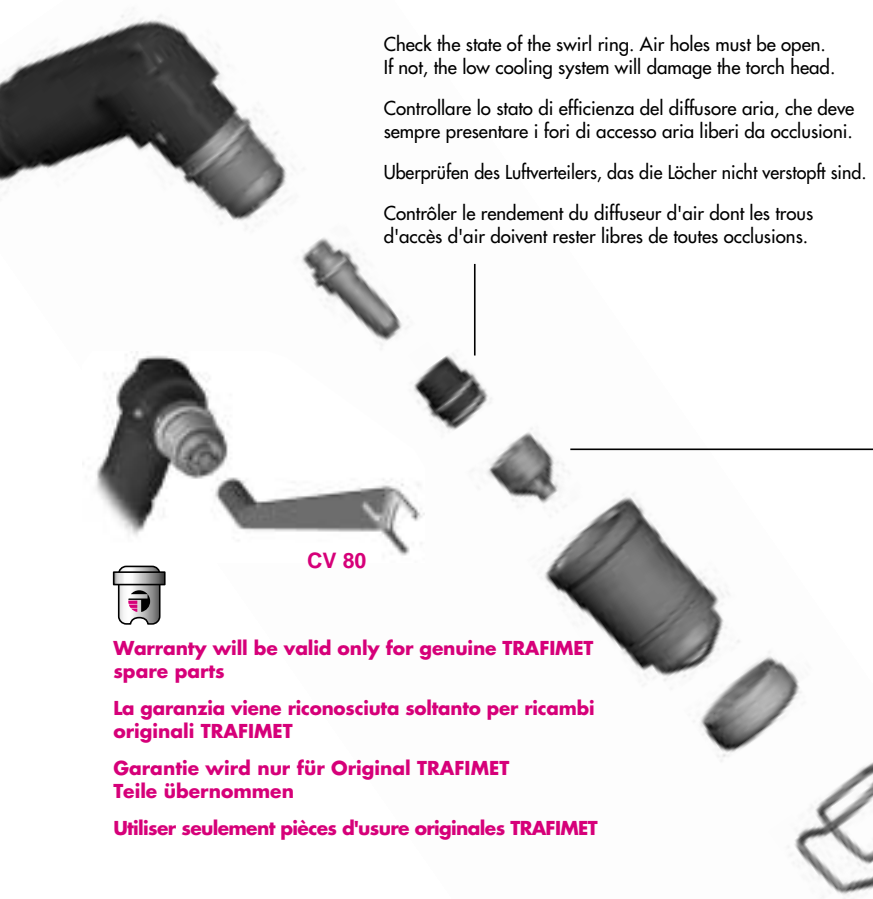 Check the state of the swirl ring. Air holes must be open.
If not, the low cooling system will damage the torch head.
Controllare lo stato di efficienza del diffusore aria, che deve
sempre presentare i fori di accesso aria liberi da occlusioni.
Uberprüfen des Luftverteilers, das die Löcher nicht verstopft sind.
Contrôler le rendement du diffuseur d'air dont les trous
d'accès d'air doivent rester libres de toutes occlusions.
CV 80
Warranty will be valid only for genuine TRAFIMET
spare parts
La garanzia viene riconosciuta soltanto per ricambi
originali TRAFIMET
Garantie wird nur für Original TRAFIMET
Teile übernommen
Utiliser seulement pièces d'usure originales TRAFIMET